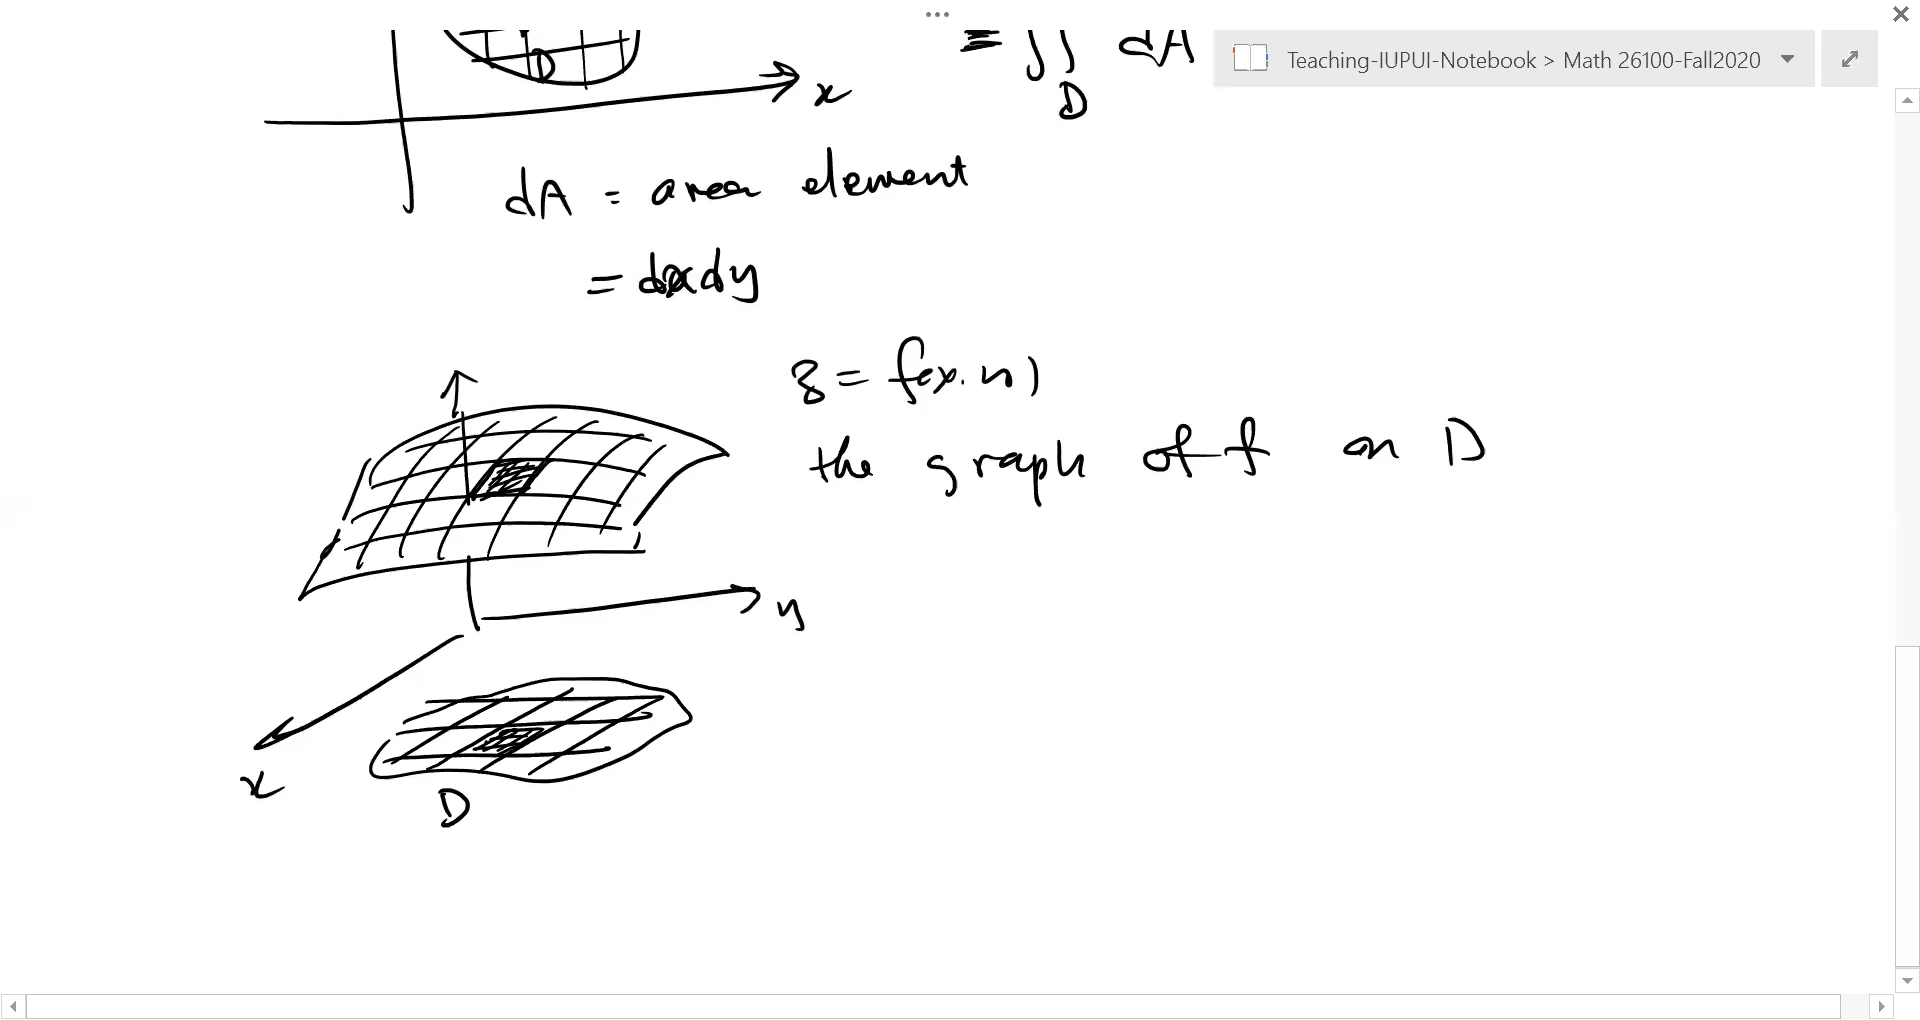 D
≡ ∬ dA
D
Teaching-IUPUI-Notebook > Math 26100-Fall2020
x
dA = area element
= dxdy
z = f(x,y)
the graph of f on D
y
x
D